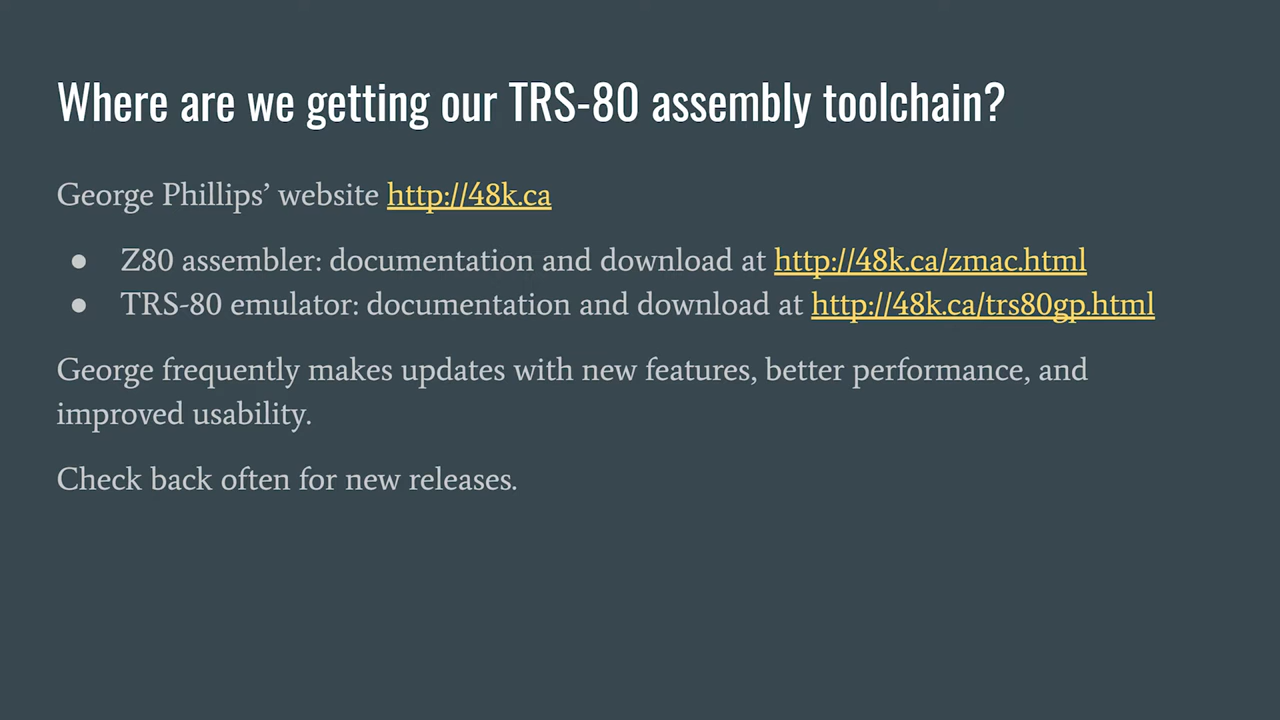 Where are we getting our TRS-80 assembly toolchain?
George Phillips’ website http://48k.ca
● Z80 assembler: documentation and download at http://48k.ca/zmac.html
● TRS-80 emulator: documentation and download at http://48k.ca/trs80gp.html
George frequently makes updates with new features, better performance, and
improved usability.
Check back often for new releases.